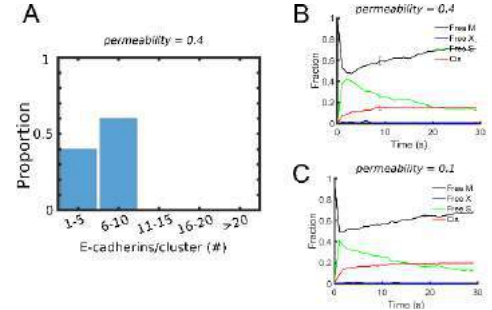 A
permeability = 0.4
Proportion
1
0.5
0
1-5
6-10
11-15
16-20
>20
E-cadherins/cluster (#)
B
permeability = 0.4
Fraction
1
0.8
0.6
0.4
0.2
0
Free M
Free X
Free S
Cis
0
10
20
30
Time (s)
C
permeability = 0.1
Fraction
1
0.8
0.6
0.4
0.2
0
Free M
Free X
Free S
Cis
0
10
20
30
Time (s)